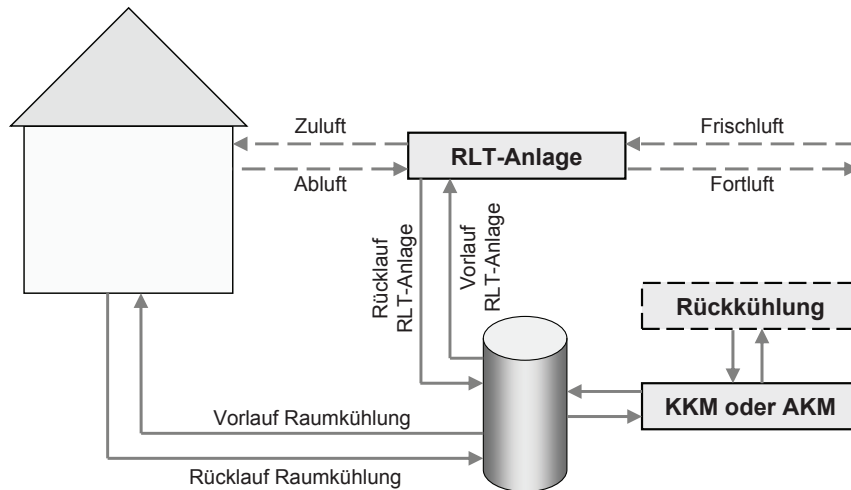 Zuluft
Frischluft
RLT-Anlage
Abluft
Fortluft
Rücklauf
RLT-Anlage
Vorlauf
RLT-Anlage
Rückkühlung
KKM oder AKM
Vorlauf Raumkühlung
Rücklauf Raumkühlung